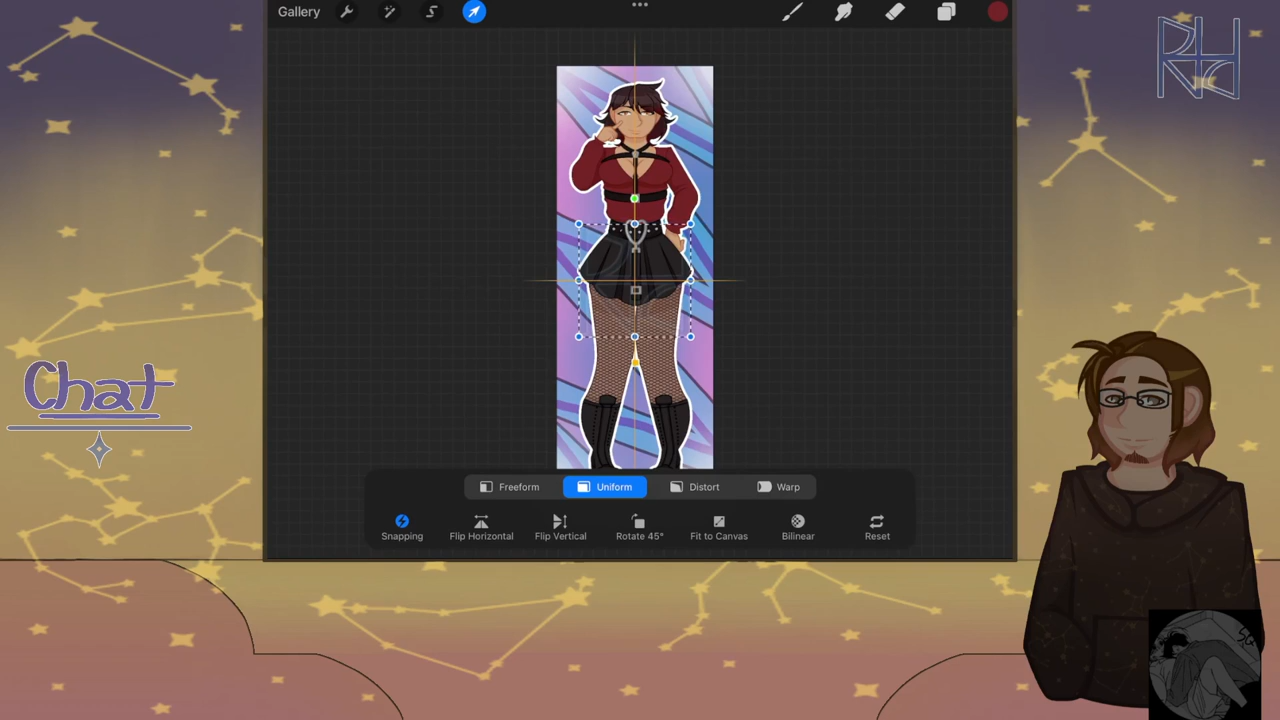 Gallery
Chat
Freeform
Uniform
Distort
Warp
Snapping
Flip Horizontal
Flip Vertical
Rotate 45°
Fit to Canvas
Bilinear
Reset